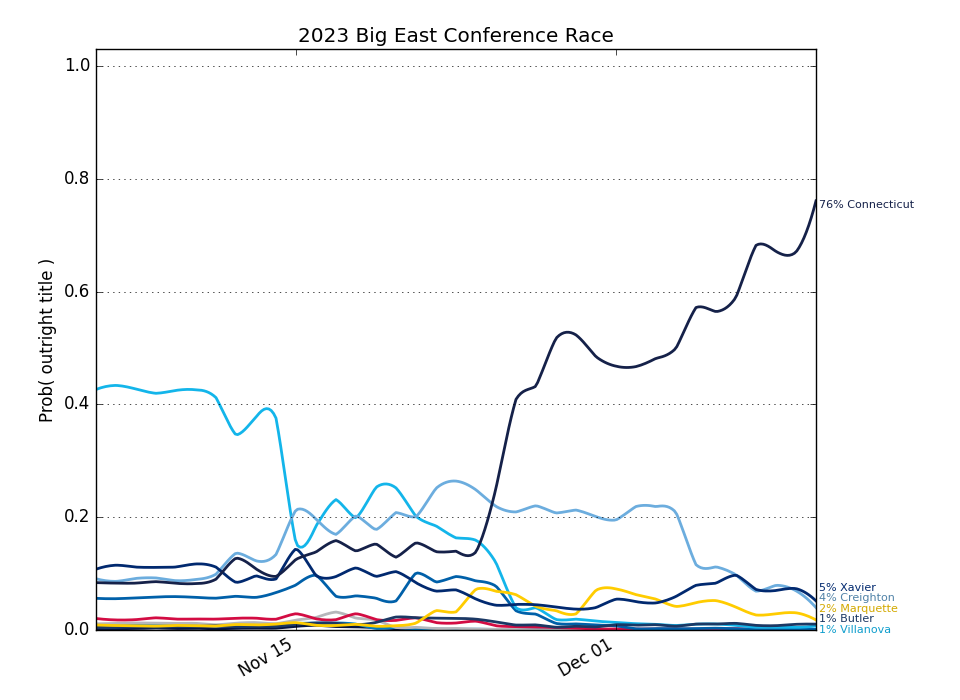 2023 Big East Conference Race
1.0
0.8
0.6
0.4
0.2
0.0
Prob( outright title )
Nov 15
Dec 01
76% Connecticut
5% Xavier
4% Creighton
2% Marquette
1% Butler
1% Villanova